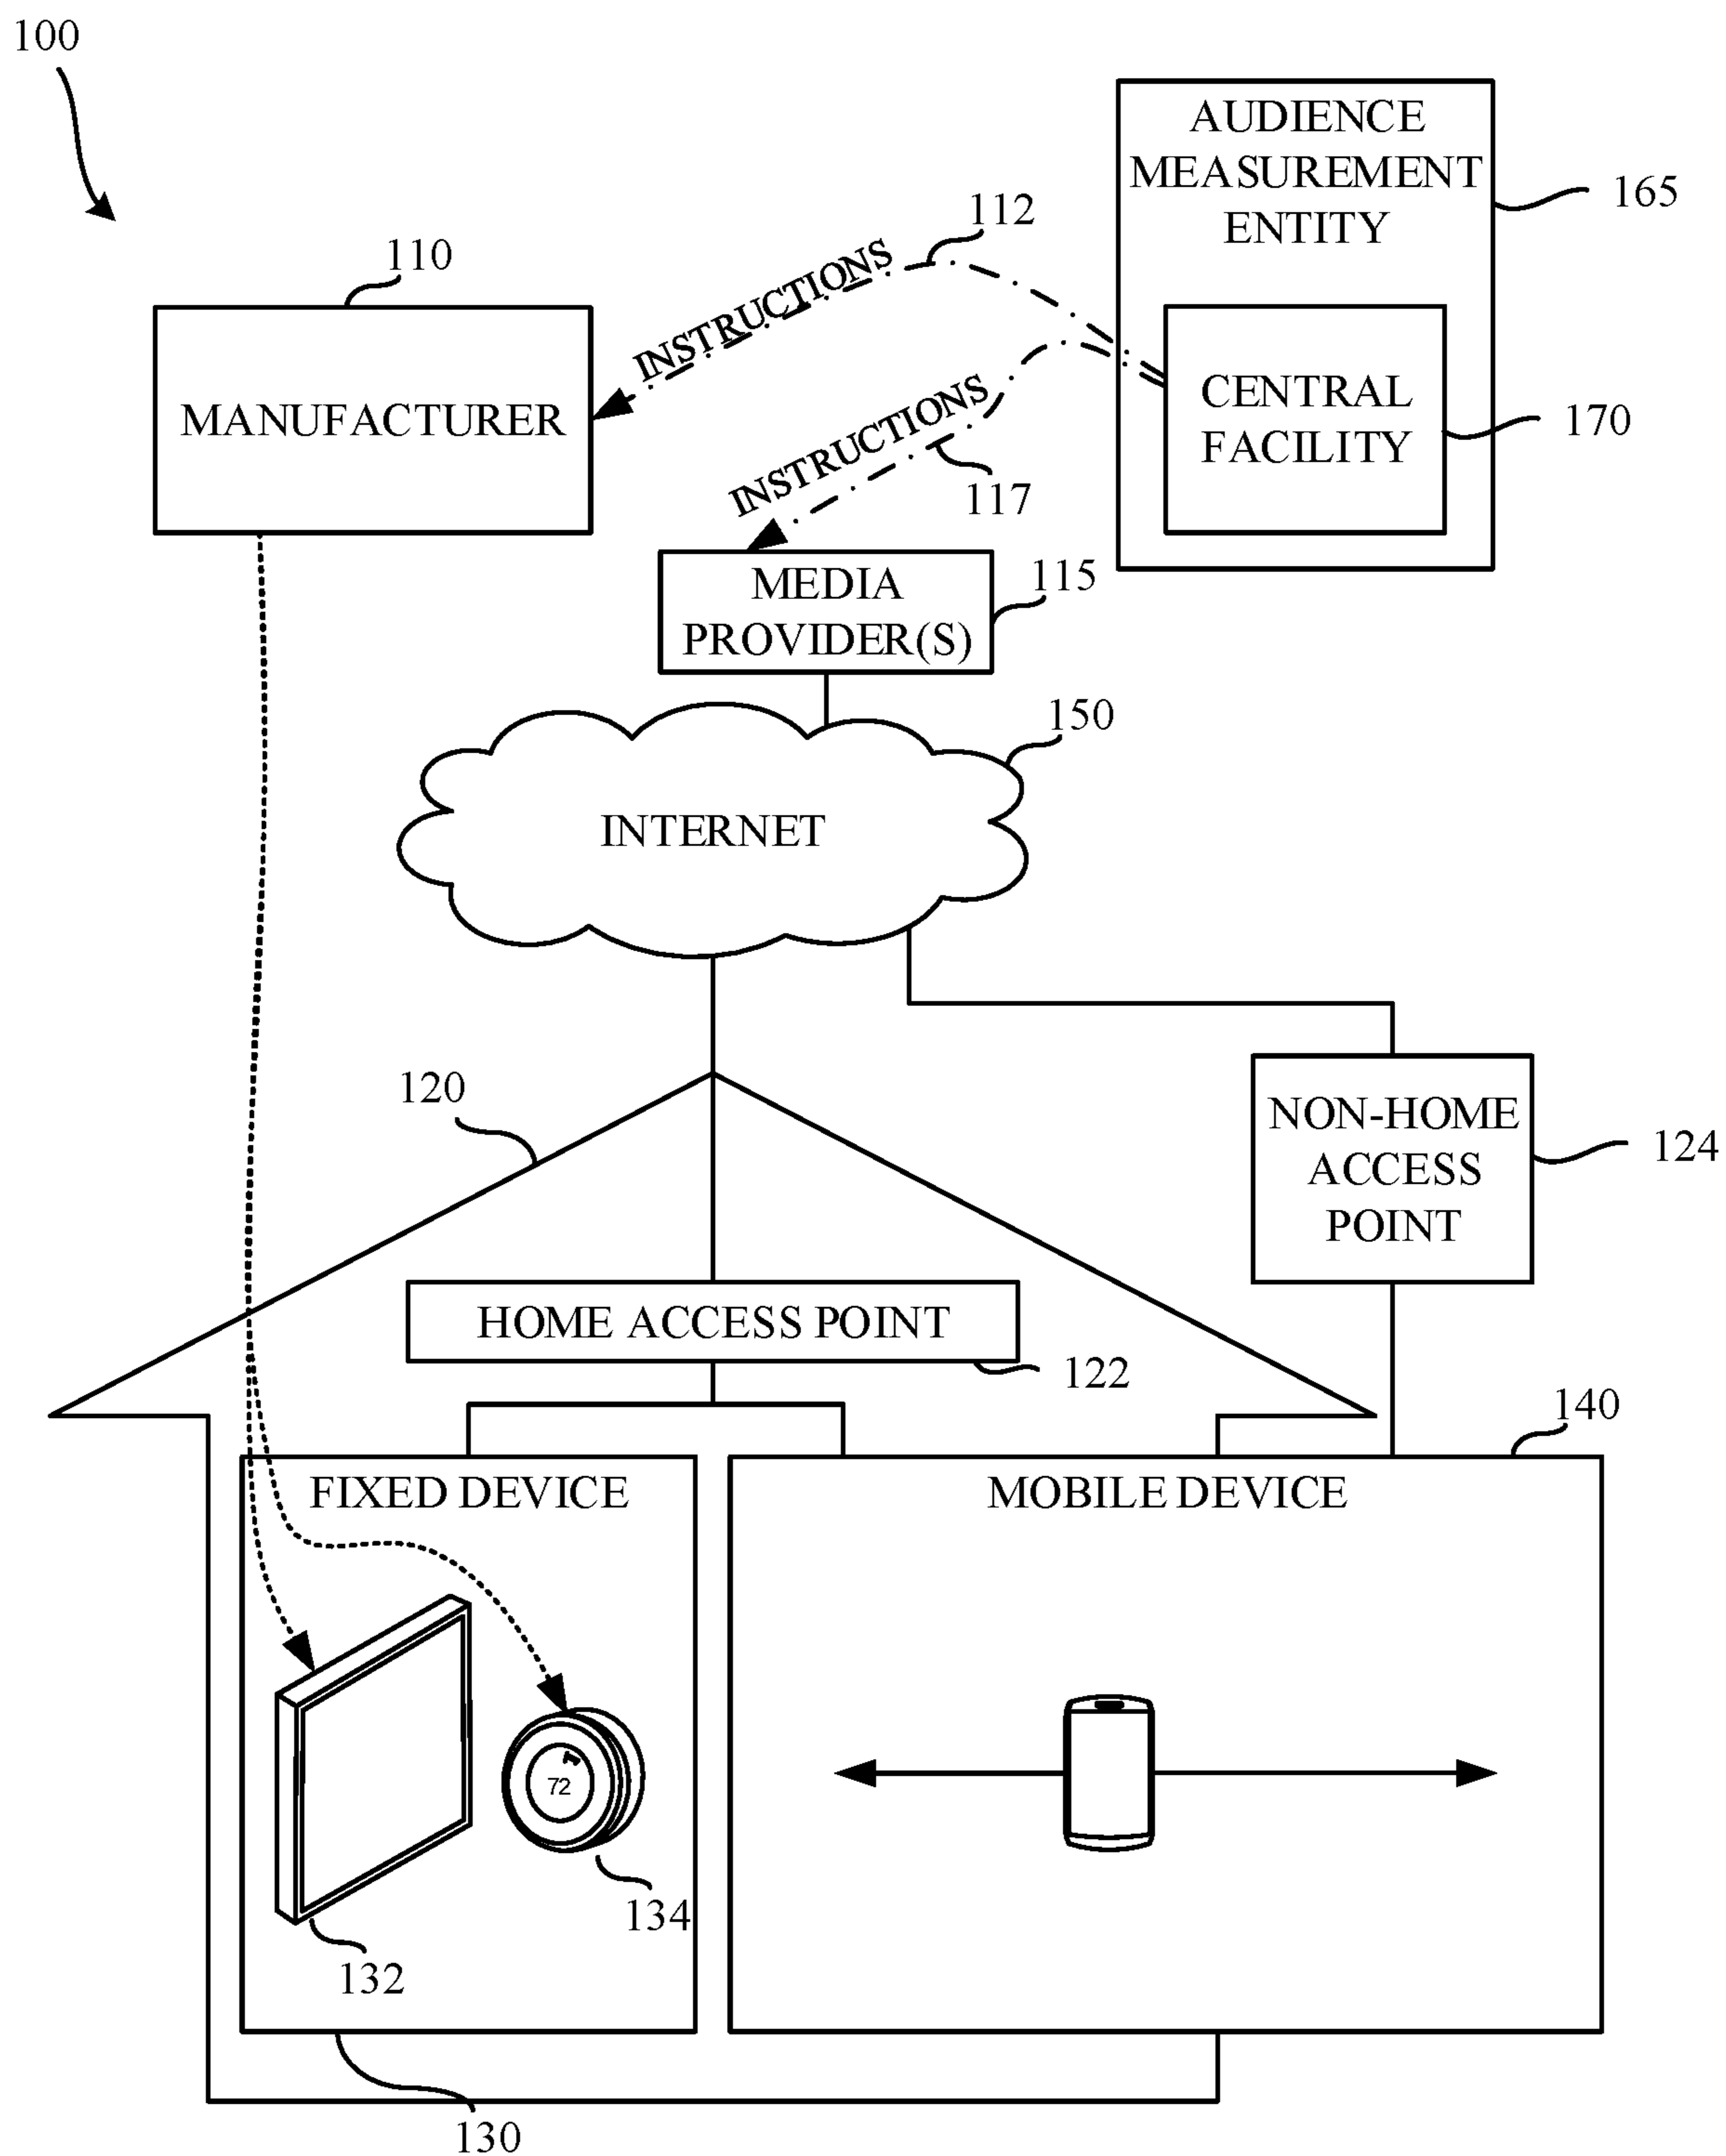 100
AUDIENCE
MEASUREMENT
ENTITY
165
112
INSTRUCTIONS
110
MANUFACTURER
CENTRAL
FACILITY
170
INSTRUCTIONS
117
MEDIA
PROVIDER(S)
115
150
INTERNET
120
NON-HOME
ACCESS
POINT
124
HOME ACCESS POINT
122
140
FIXED DEVICE
MOBILE DEVICE
72
134
132
130